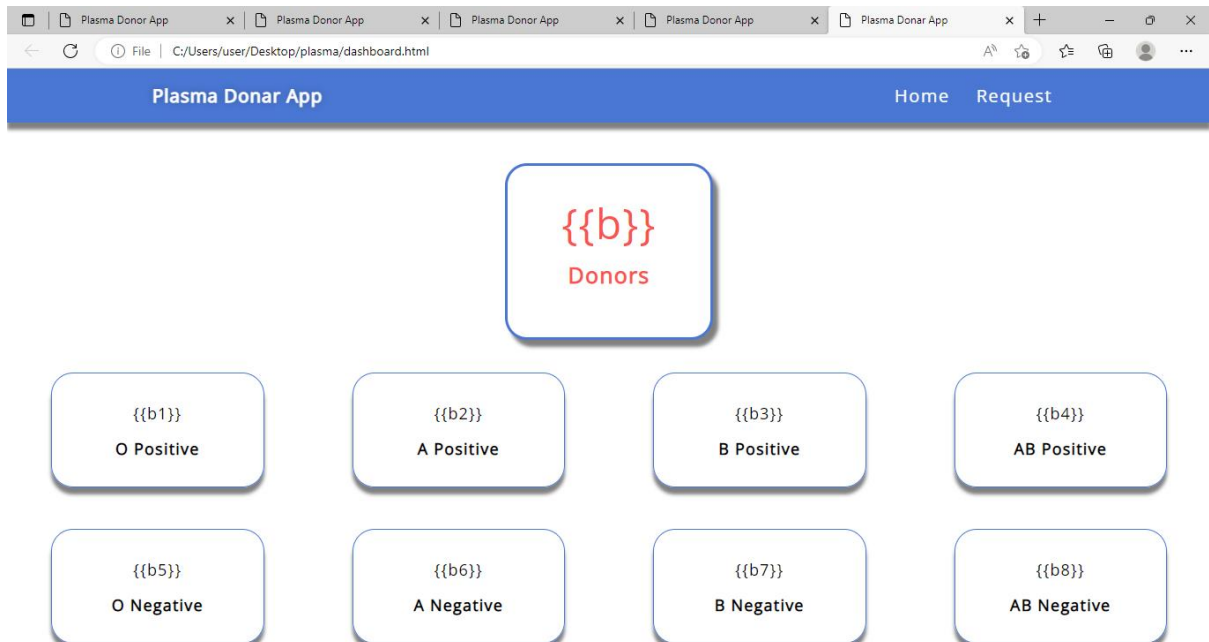 Plasma Donor App Plasma Donor App Plasma Donor App Plasma Donor App Plasma Donor App
File C:/Users/user/Desktop/plasma/dashboard.html
Plasma Donar App Home Request
{{b}}
Donors
{{b1}} {{b2}} {{b3}} {{b4}}
O Positive A Positive B Positive AB Positive
{{b5}} {{b6}} {{b7}} {{b8}}
O Negative A Negative B Negative AB Negative